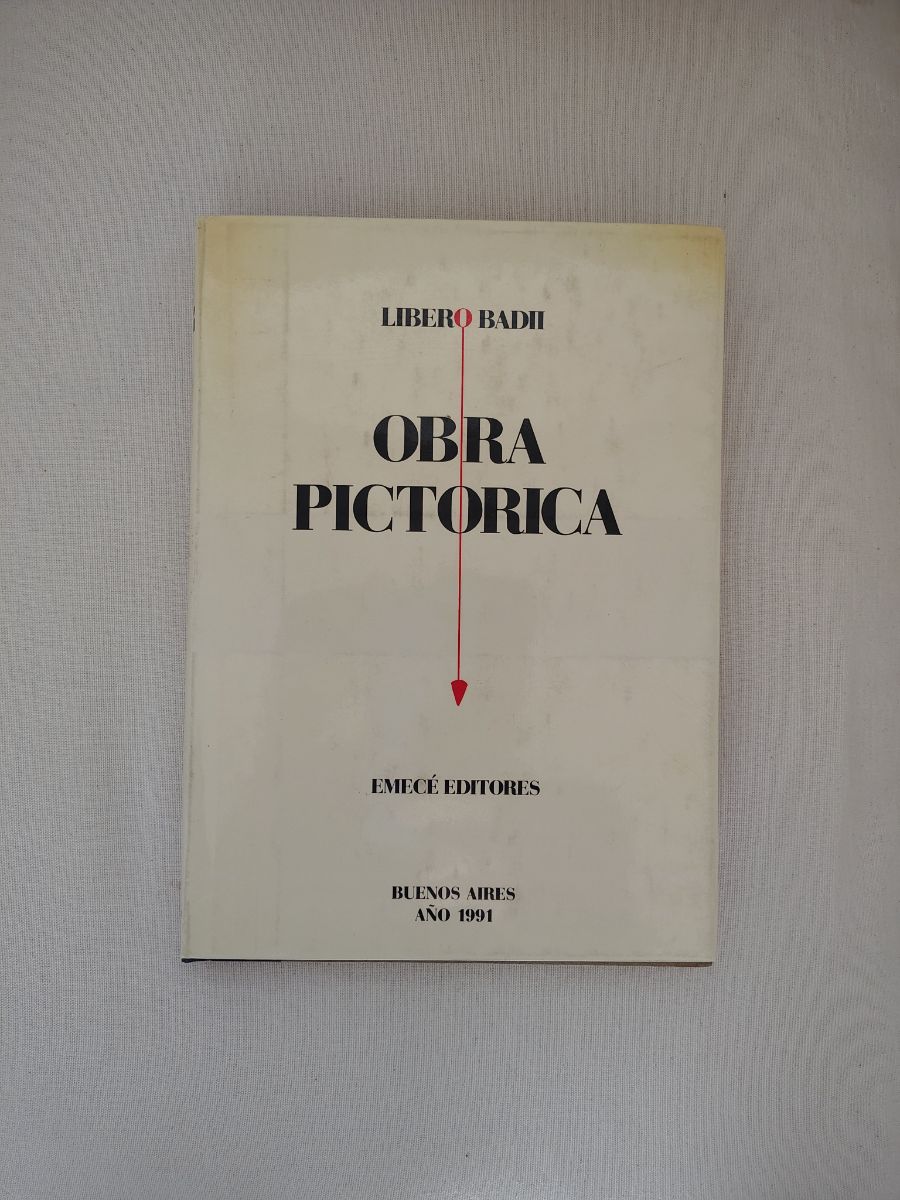 LIBERO BADII
OBRA
PICTORICA
EMECÉ EDITORES
BUENOS AIRES
AÑO 1991